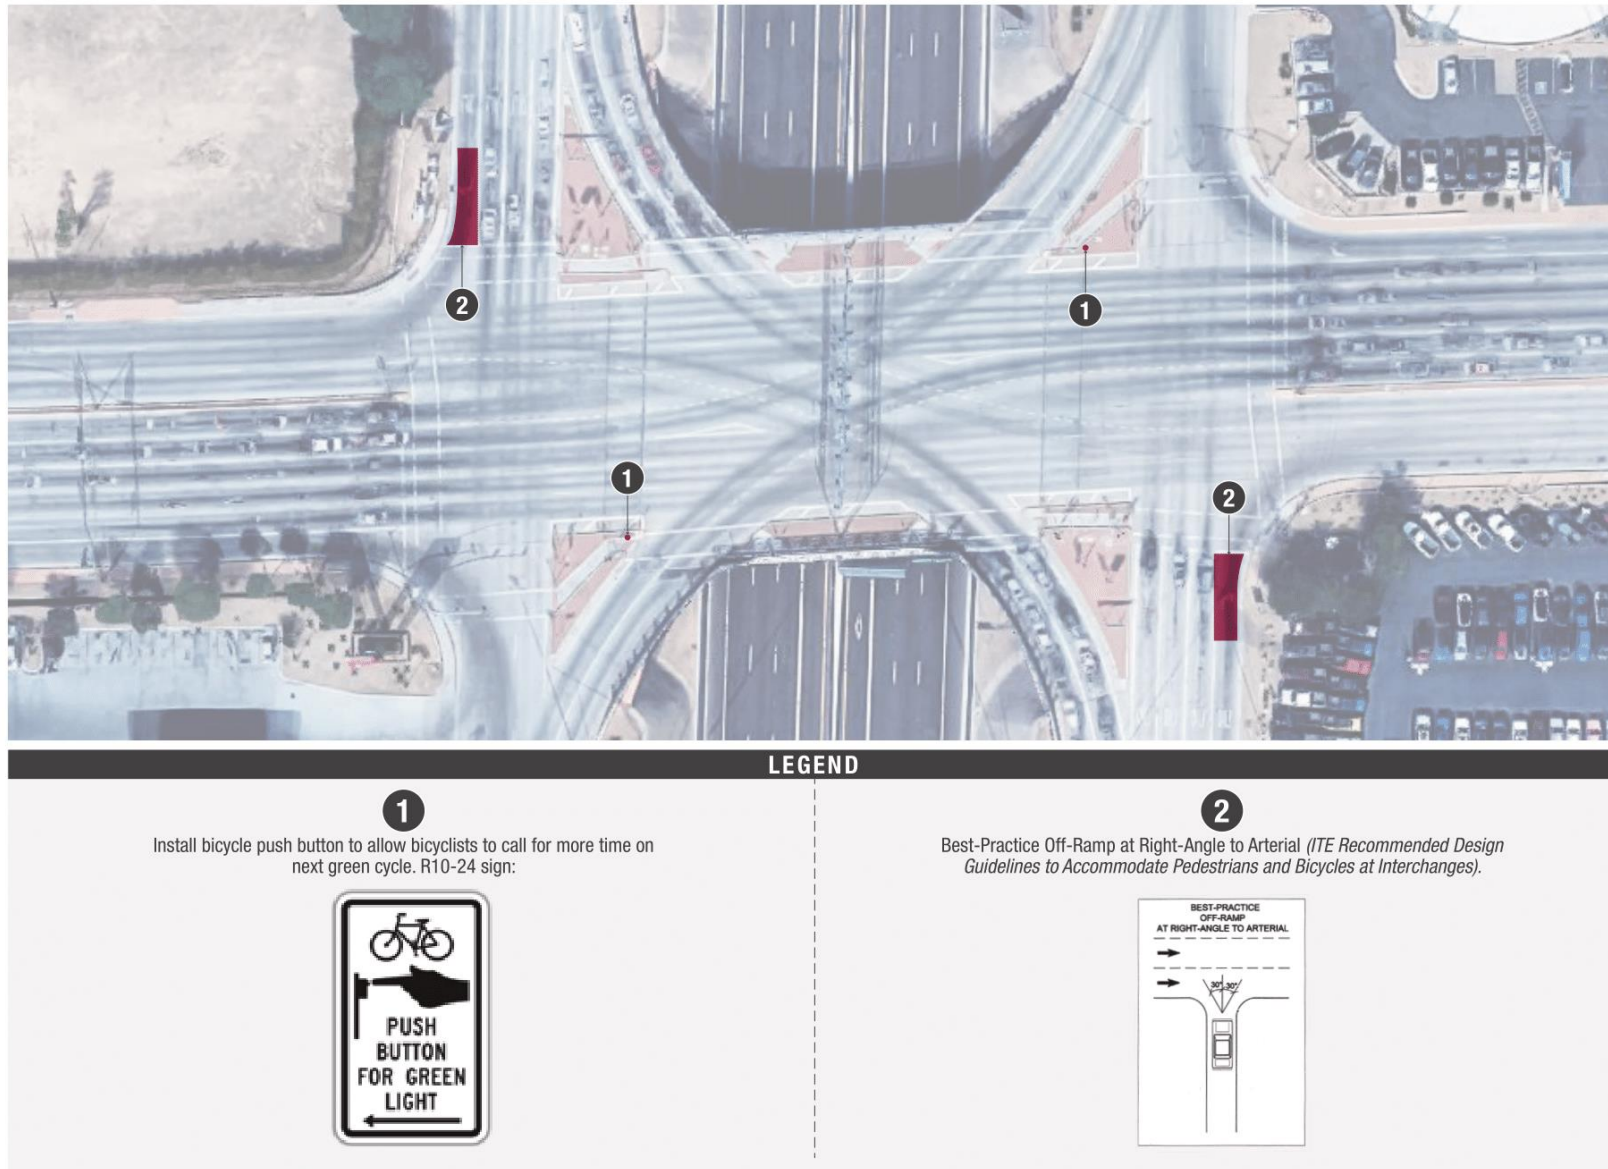 2
1
1
2
LEGEND
1
Install bicycle push button to allow bicyclists to call for more time on
next green cycle. R10-24 sign:
PUSH
BUTTON
FOR GREEN
LIGHT
2
Best-Practice Off-Ramp at Right-Angle to Arterial (ITE Recommended Design
Guidelines to Accommodate Pedestrians and Bicycles at Interchanges).
BEST-PRACTICE
OFF-RAMP
AT RIGHT-ANGLE TO ARTERIAL
30° 30°